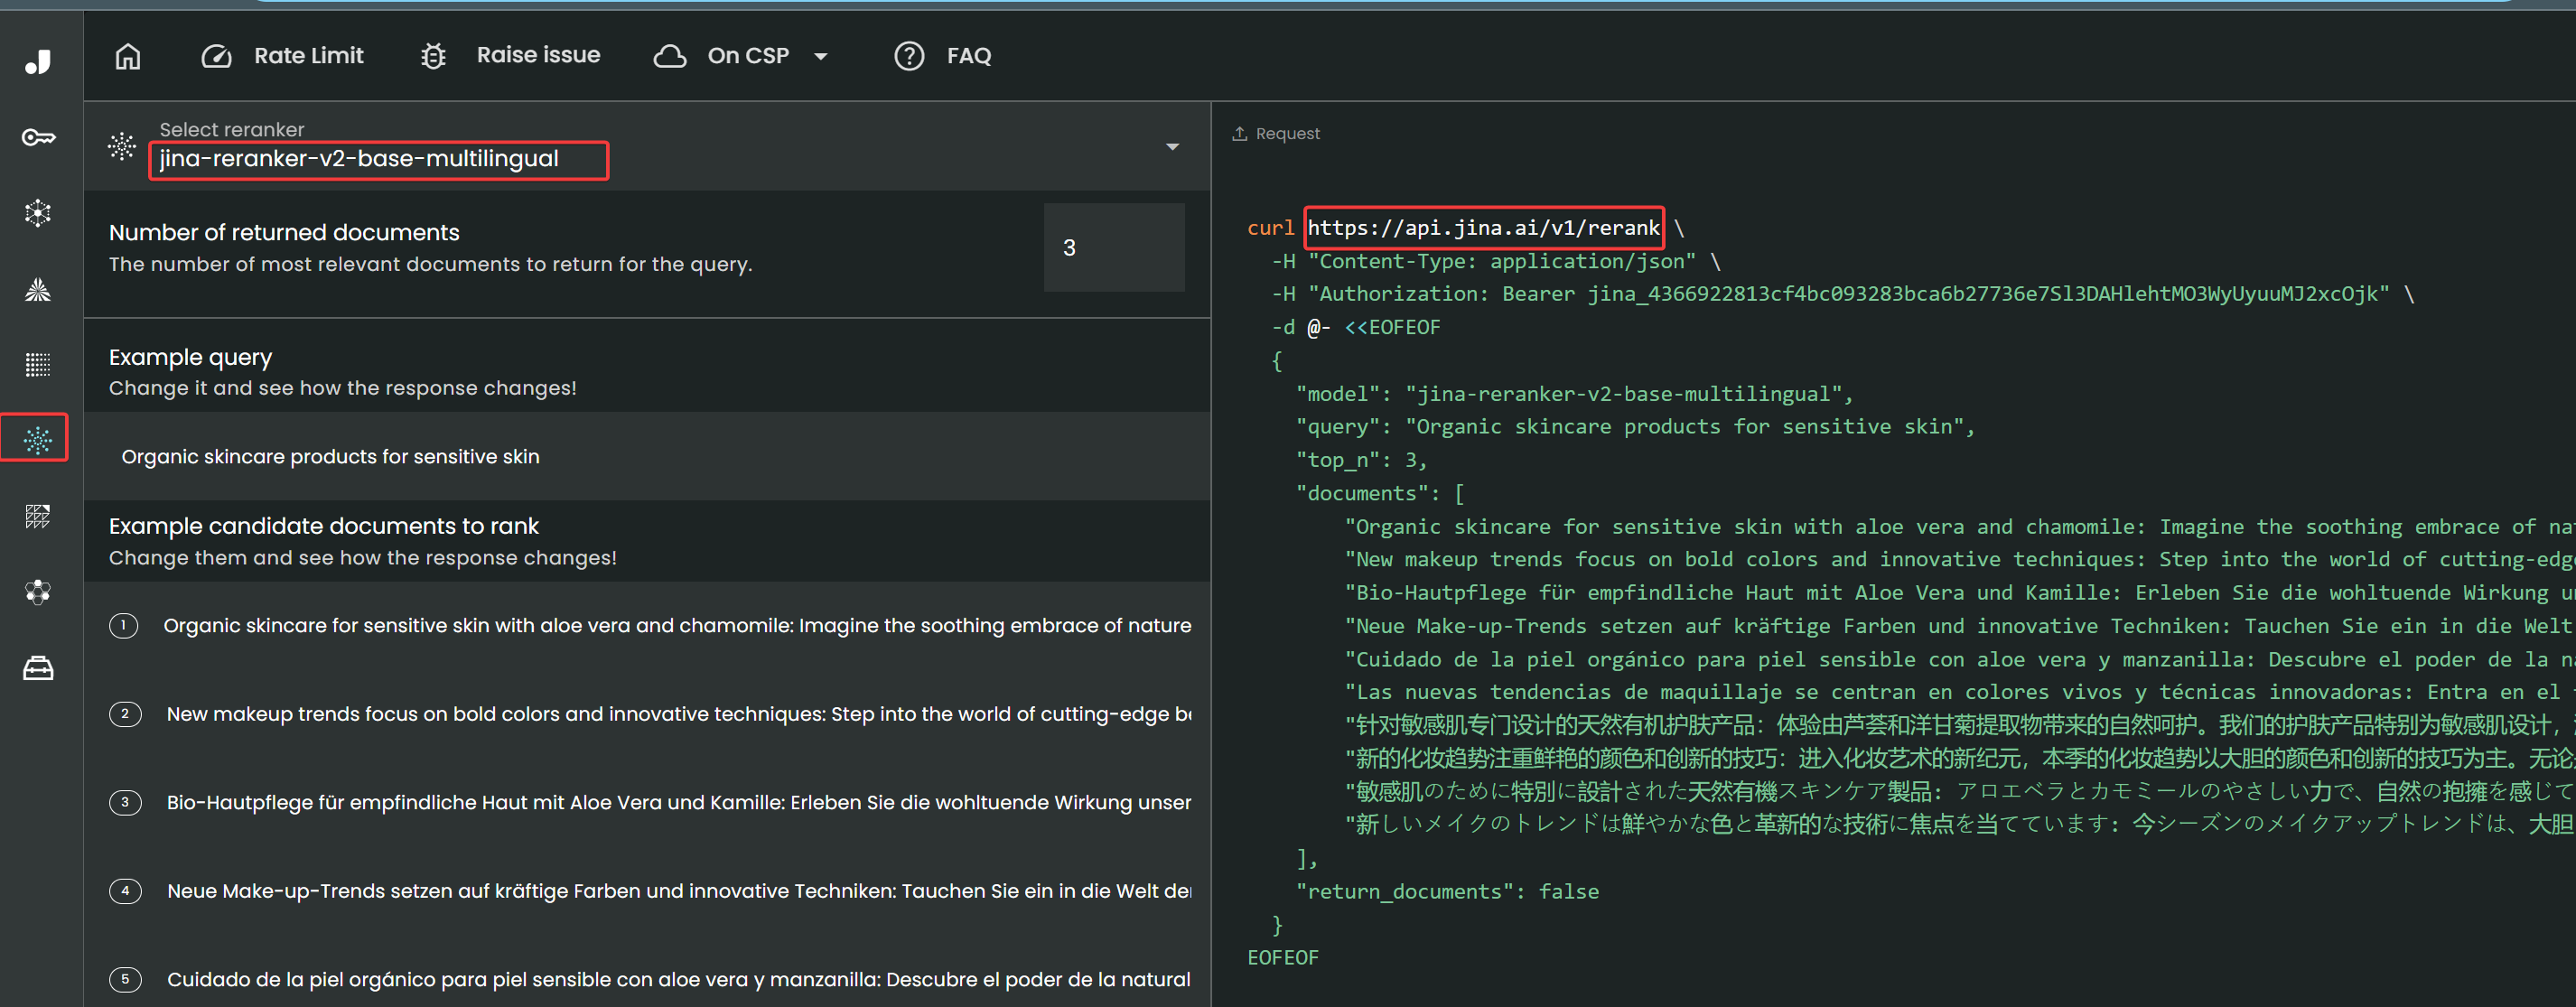 Rate Limit
Raise issue
On CSP
FAQ
Select reranker
jina-reranker-v2-base-multilingual
Number of returned documents
The number of most relevant documents to return for the query.
3
Example query
Change it and see how the response changes!
Organic skincare products for sensitive skin
Example candidate documents to rank
Change them and see how the response changes!
1 Organic skincare for sensitive skin with aloe vera and chamomile: Imagine the soothing embrace of nature
2 New makeup trends focus on bold colors and innovative techniques: Step into the world of cutting-edge
3 Bio-Hautpflege für empfindliche Haut mit Aloe Vera und Kamille: Erleben Sie die wohltuende Wirkung unser
4 Neue Make-up-Trends setzen auf kräftige Farben und innovative Techniken: Tauchen Sie ein in die Welt
5 Cuidado de la piel orgánico para piel sensible con aloe vera y manzanilla: Descubre el poder de la natural
Request
curl https://api.jina.ai/v1/rerank \
-H "Content-Type: application/json" \
-H "Authorization: Bearer jina_4366922813cf4bc093283bca6b27736e7Sl3DAHlehtMO3WyUyuuMJ2xcOjk" \
-d @- <<EOFEOF
{
"model": "jina-reranker-v2-base-multilingual",
"query": "Organic skincare products for sensitive skin",
"top_n": 3,
"documents": [
"Organic skincare for sensitive skin with aloe vera and chamomile: Imagine the soothing embrace of
"New makeup trends focus on bold colors and innovative techniques: Step into the world of
"Bio-Hautpflege für empfindliche Haut mit Aloe Vera und Kamille: Erleben Sie die wohltuende Wirkung
"Neue Make-up-Trends setzen auf kräftige Farben und innovative Techniken: Tauchen Sie ein in die Welt
"Cuidado de la piel orgánico para piel sensible con aloe vera y manzanilla: Descubre el poder de la
"Las nuevas tendencias de maquillaje se centran en colores vivos y técnicas innovadoras: Entra en el
"针对敏感肌专门设计的天然有机护肤产品：体验由芦荟和洋甘菊提取物带来的自然呵护。我们的护肤产品特别为敏感肌设计，
"新的化妆趋势注重鲜艳的颜色和创新的技巧：进入化妆艺术的新纪元，本季的化妆趋势以大胆的颜色和创新的技巧为主。无论
"敏感肌のために特別に設計された天然有機スキンケア製品：アロエベラとカモミールのやさしい力で、自然の抱擁を感じて
"新しいメイクのトレンドは鮮やかな色と革新的な技術に焦点を当てています：今シーズンのメイクアップトレンドは、大胆
],
"return_documents": false
}
EOFEOF